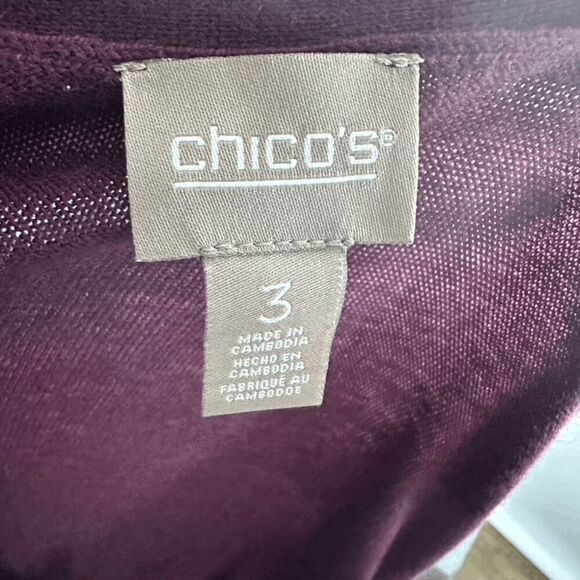 chico's®
3
MADE IN
CAMBODIA
HECHO EN
CAMBODIA
FABRIQUÉ AU
CAMBODGE